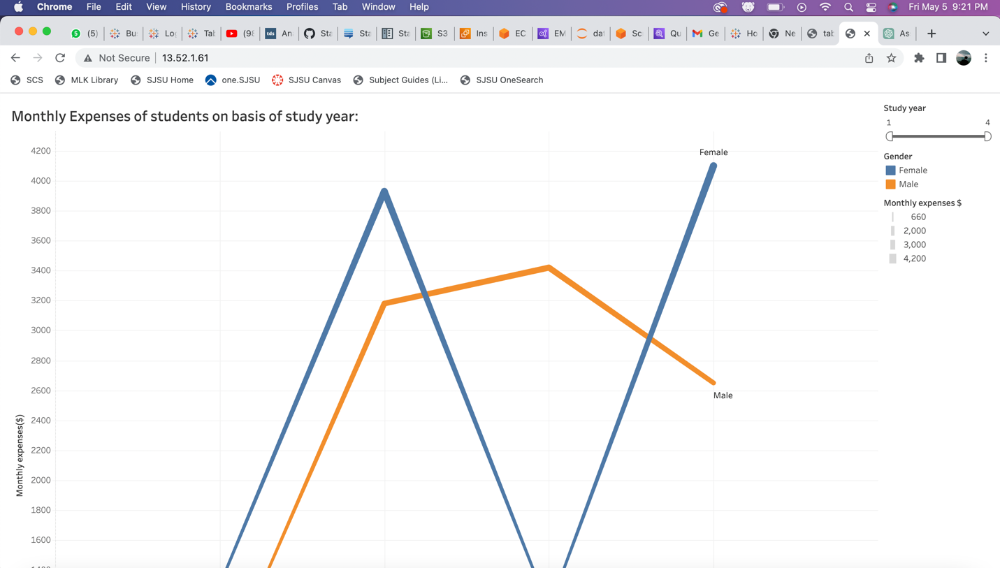 Chrome File Edit View History Bookmarks Profiles Tab Window Help Fri May 5 9:21 PM
5 (5) Bu Lo Tal (98 tds An Sta Sta Sta S3 Ins EC EM da Sc Qu Ge Ho Ne tab As
Not Secure 13.52.1.61
SCS MLK Library SJSU Home one.SJSU SJSU Canvas Subject Guides (Li... SJSU OneSearch
Monthly Expenses of students on basis of study year:
Study year
1 4
Gender
Female
Male
Monthly expenses $
660
2,000
3,000
4,200
4200
4000
3800
3600
3400
3200
3000
2800
2600
2400
2200
2000
1800
1600
Monthly expenses($)
Female
Male